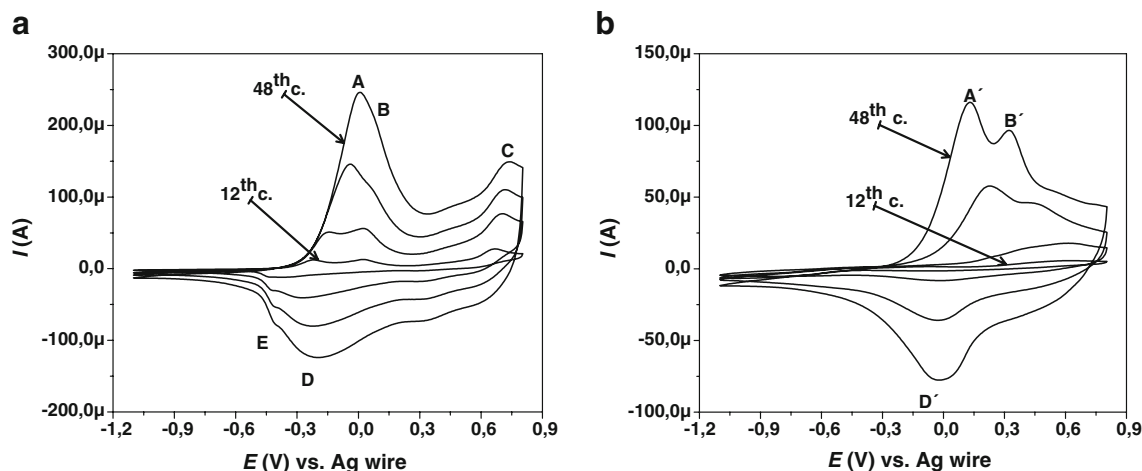 a
300,0µ
200,0µ
100,0µ
0,0
-100,0µ
-200,0µ
I (A)
48th c.
12th c.
A
B
C
E
D
-1,2 -0,9 -0,6 -0,3 0,0 0,3 0,6 0,9
E (V) vs. Ag wire
b
150,0µ
100,0µ
50,0µ
0,0
-50,0µ
-100,0µ
I (A)
48th c.
12th c.
A´
B´
D´
-1,2 -0,9 -0,6 -0,3 0,0 0,3 0,6 0,9
E (V) vs. Ag wire